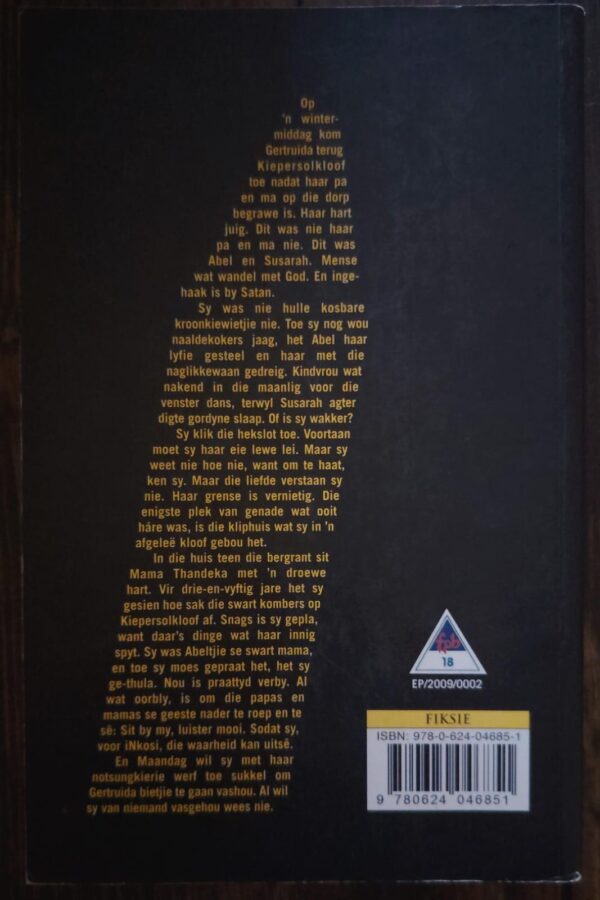 Op
'n winter-
middag kom
Gertruida terug
Kiepersolkloof
toe nadat haar pa
en ma op die dorp
begrawe is. Haar hart
juig. Dit was nie haar
pa en ma nie. Dit was
Abel en Susarah. Mense
wat wandel met God. En inge-
haak is by Satan.
Sy was nie hulle kosbare
kroonkiewietjie nie. Toe sy nog wou
naaldekokers jaag, het Abel haar
lyfie gesteel en haar met die
naglikkewaan gedreig. Kindvrou wat
nakend in die maanlig voor die
venster dans, terwyl Susarah agter
digte gordyne slaap. Of is sy wakker?
Sy klik die hekslot toe. Voortaan
moet sy haar eie lewe lei. Maar sy
weet nie hoe nie, want om te haat,
ken sy. Maar die liefde verstaan sy
nie. Haar grense is vernietig. Die
enigste plek van genade wat ooit
háre was, is die kliphuis wat sy in 'n
afgeleë kloof gebou het.
In die huis teen die bergrant sit
Mama Thandeka met 'n droewe
hart. Vir drie-en-vyftig jare het sy
gesien hoe sak die swart kombers op
Kiepersolkloof af. Snags is sy gepla,
want daar's dinge wat haar innig
spyt. Sy was Abeltjie se swart mama,
en toe sy moes gepraat het, het sy
ge-thula. Nou is praattyd verby. Al
wat oorbly, is om die papas en
mamas se geeste nader te roep en te
sê: Sit by my, luister mooi. Sodat sy,
voor iNkosi, die waarheid kan uitsê.
En Maandag wil sy met haar
notsungkierie werf toe sukkel om
Gertruida bietjie te gaan vashou. Al wil
sy van niemand vasgehou wees nie.
fpb
18
EP/2009/0002
FIKSIE
ISBN: 978-0-624-04685-1
9 780624 046851